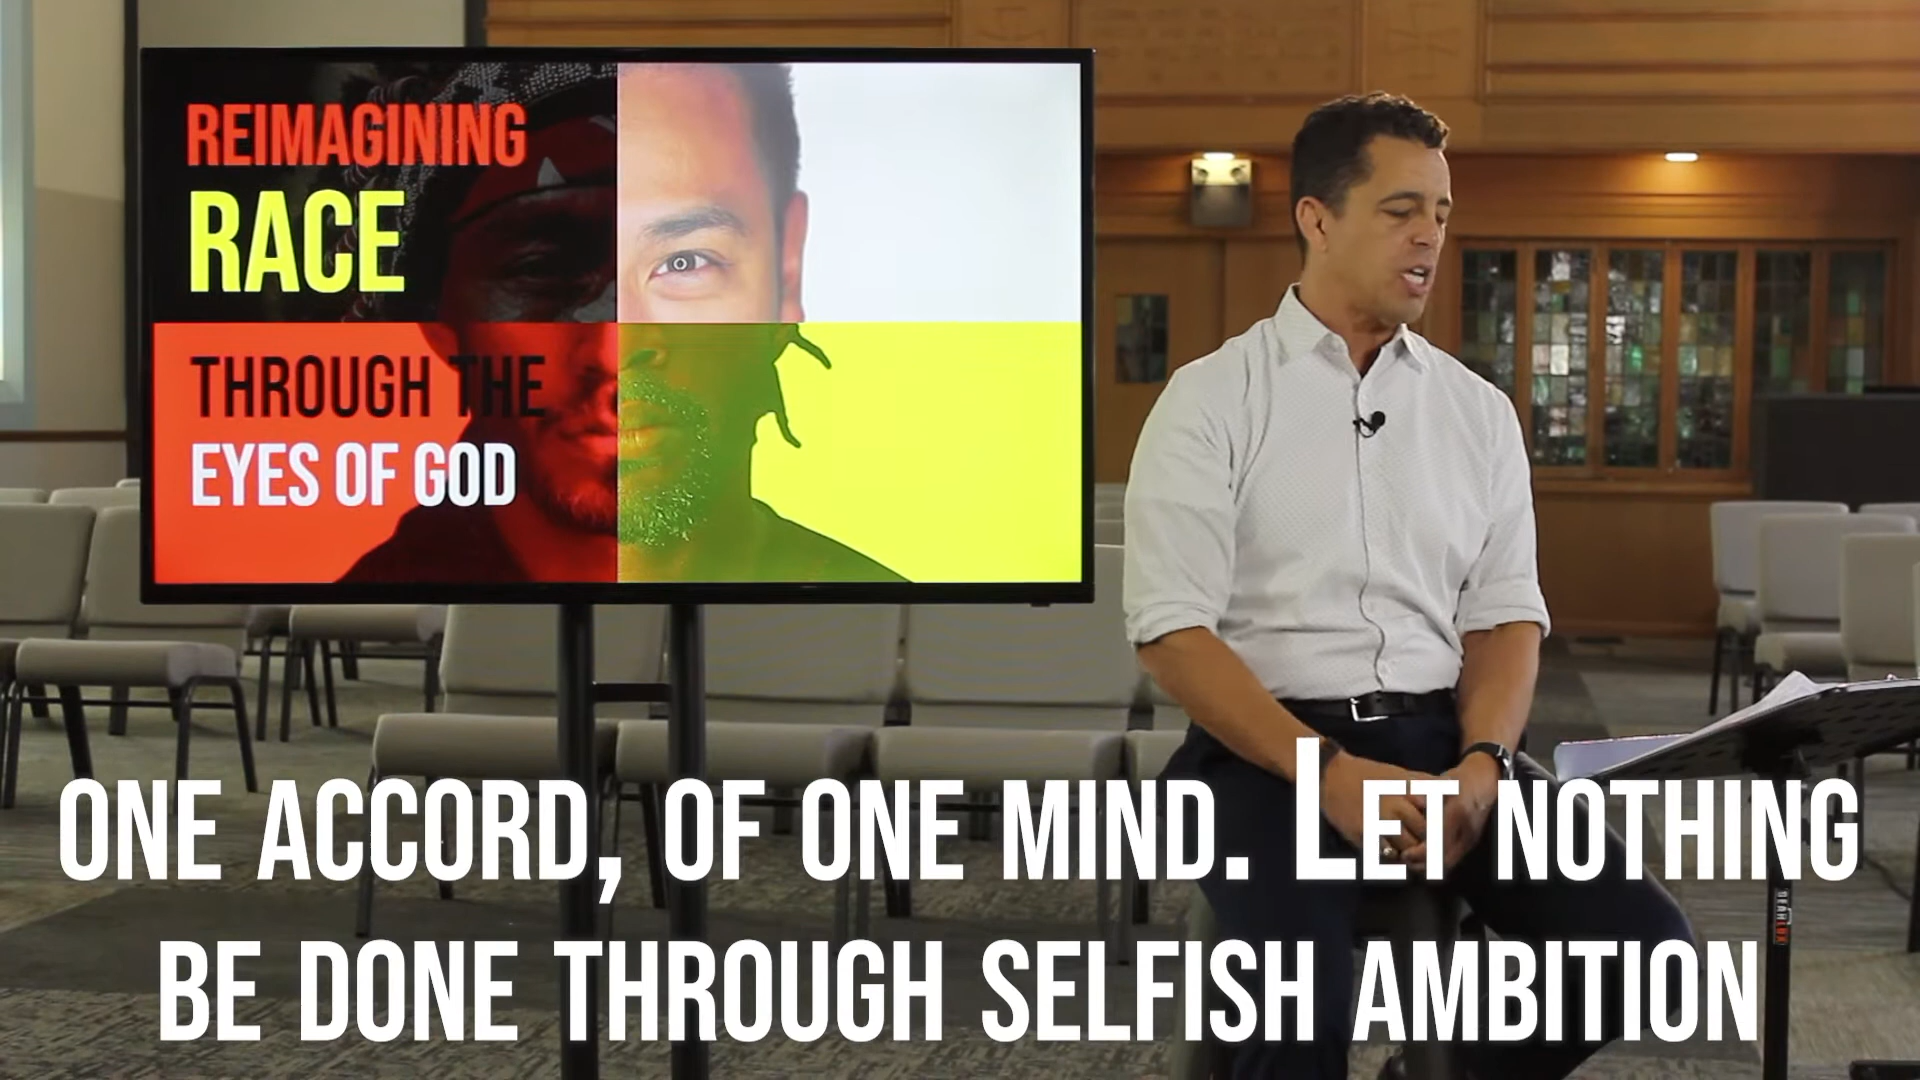 REIMAGINING
RACE
THROUGH THE
EYES OF GOD
ONE ACCORD, OF ONE MIND. LET NOTHING
BE DONE THROUGH SELFISH AMBITION